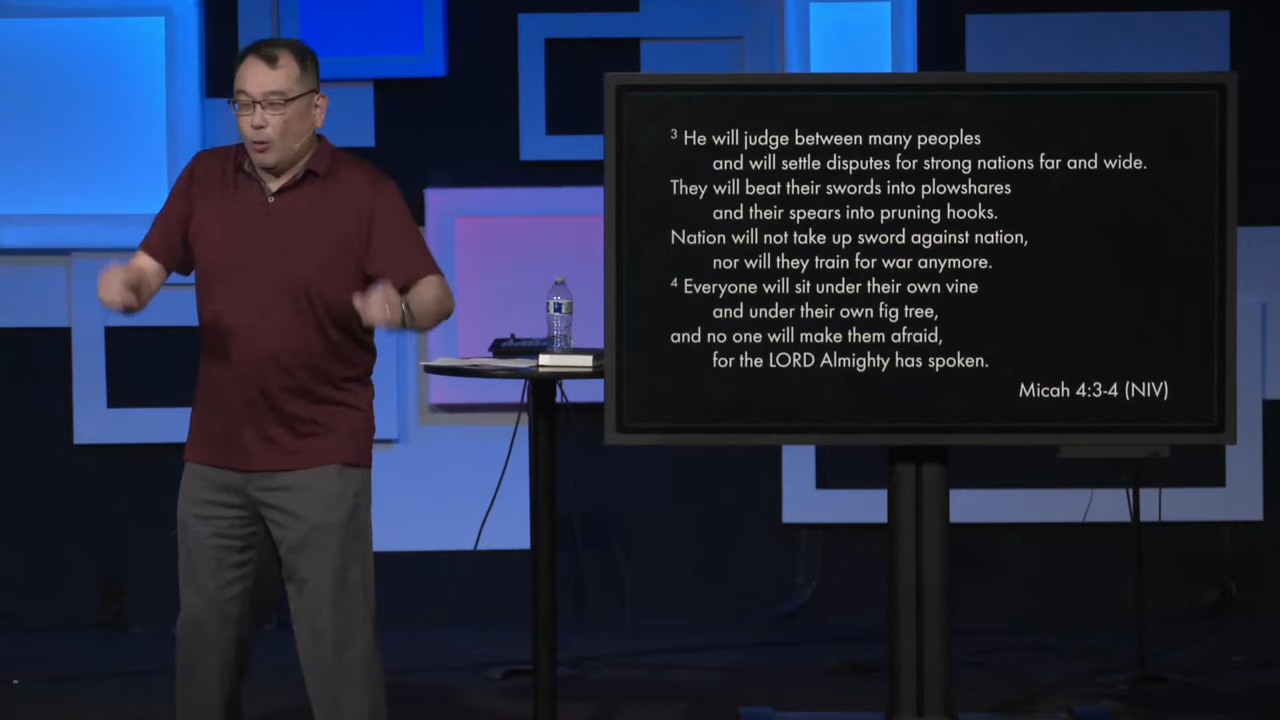 ³ He will judge between many peoples
and will settle disputes for strong nations far and wide.
They will beat their swords into plowshares
and their spears into pruning hooks.
Nation will not take up sword against nation,
nor will they train for war anymore.
⁴ Everyone will sit under their own vine
and under their own fig tree,
and no one will make them afraid,
for the LORD Almighty has spoken.
Micah 4:3-4 (NIV)